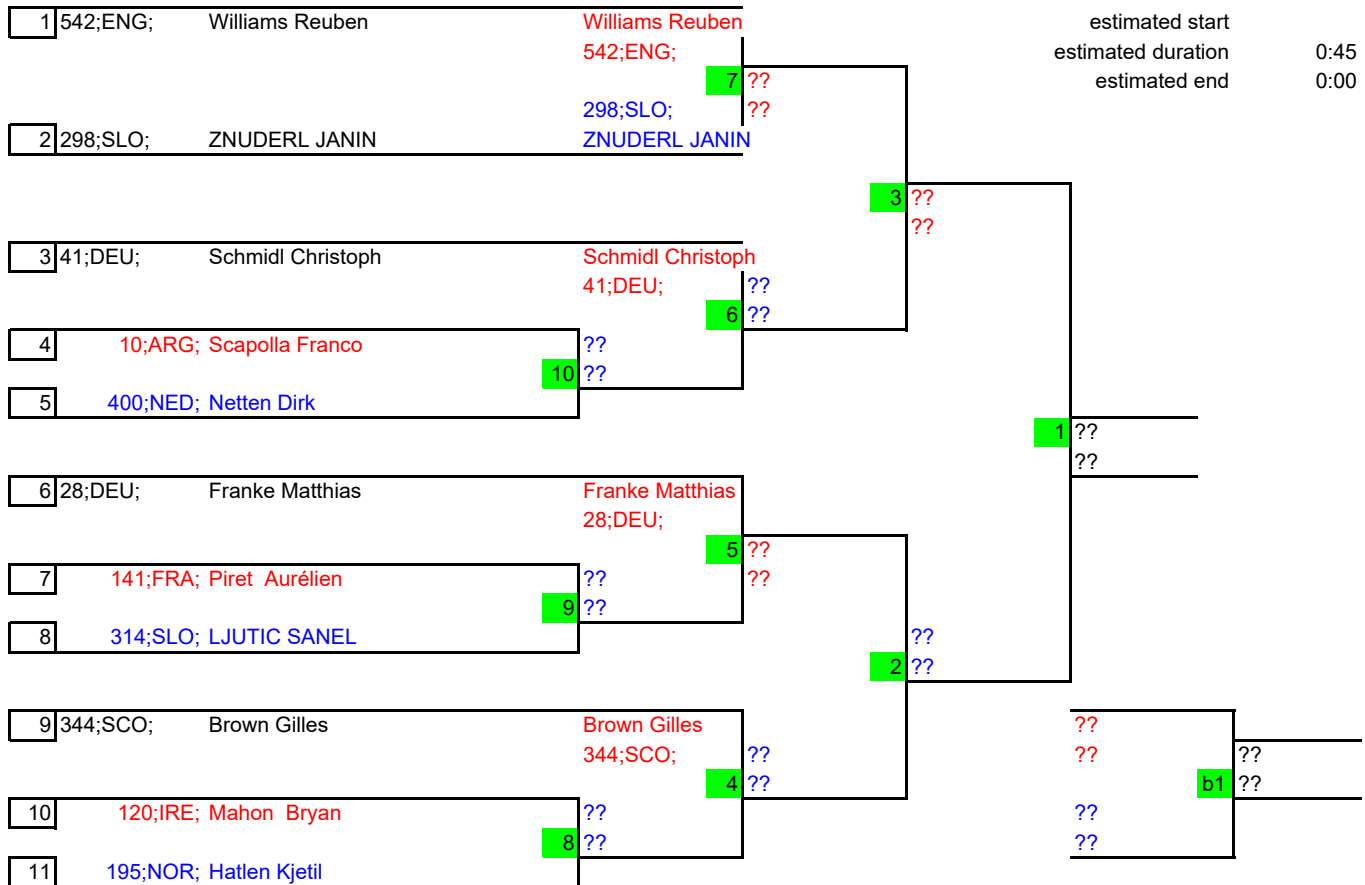 1 542;ENG; Williams Reuben Williams Reuben estimated start
542;ENG; estimated duration 0:45
7 ?? estimated end 0:00
298;SLO; ??
2 298;SLO; ZNUDERL JANIN ZNUDERL JANIN
3 ??
??
3 41;DEU; Schmidl Christoph Schmidl Christoph
41;DEU; ??
6 ??
4 10;ARG; Scapolla Franco ??
10 ??
5 400;NED; Netten Dirk
1 ??
??
6 28;DEU; Franke Matthias Franke Matthias
28;DEU;
5 ??
7 141;FRA; Piret Aurélien ?? ??
9 ??
8 314;SLO; LJUTIC SANEL ??
2 ??
9 344;SCO; Brown Gilles Brown Gilles ??
344;SCO; ?? ?? ??
4 ?? b1 ??
10 120;IRE; Mahon Bryan ?? ??
8 ?? ??
11 195;NOR; Hatlen Kjetil